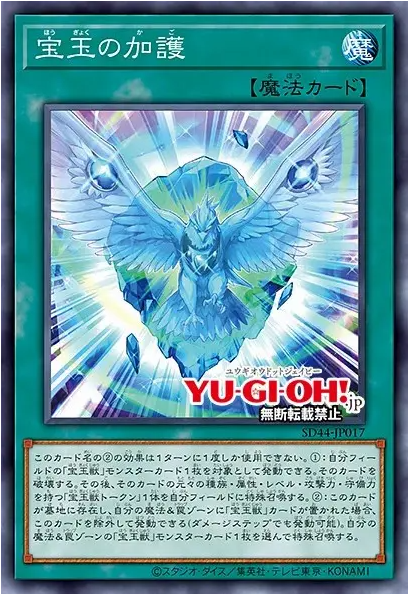 宝玉の加護
魔
【魔法カード】
ユウギオウドットジェイピー
YU-GI-OH!.jp
無断転載禁止
SD44-JP017
このカード名の②の効果は1ターンに1度しか使用できない。①：自分フィー
ルドの「宝玉獣」モンスターカード1枚を対象として発動できる。そのカードを
破壊する。その後、そのカードの元々の種族・属性・レベル・攻撃力・守備力
を持つ「宝玉獣トークン」1体を自分フィールドに特殊召喚する。②：このカード
が墓地に存在し、自分の魔法＆罠ゾーンに「宝玉獣」カードが置かれた場合、
このカードを除外して発動できる(ダメージステップでも発動可能)。自分の
魔法＆罠ゾーンの「宝玉獣」モンスターカード1枚を選んで特殊召喚する。
©スタジオ・ダイス／集英社・テレビ東京・KONAMI